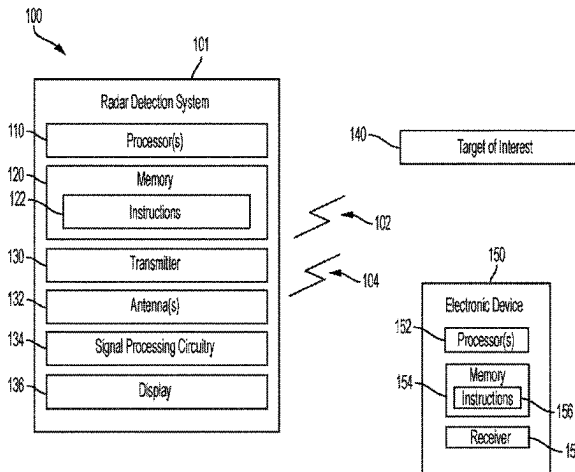 100
101
Radar Detection System
110
Processor(s)
120
Memory
122
Instructions
130
Transmitter
132
Antenna(s)
134
Signal Processing Circuitry
136
Display
102
104
140
Target of Interest
150
Electronic Device
152
Processor(s)
154
Memory
Instructions
156
Receiver